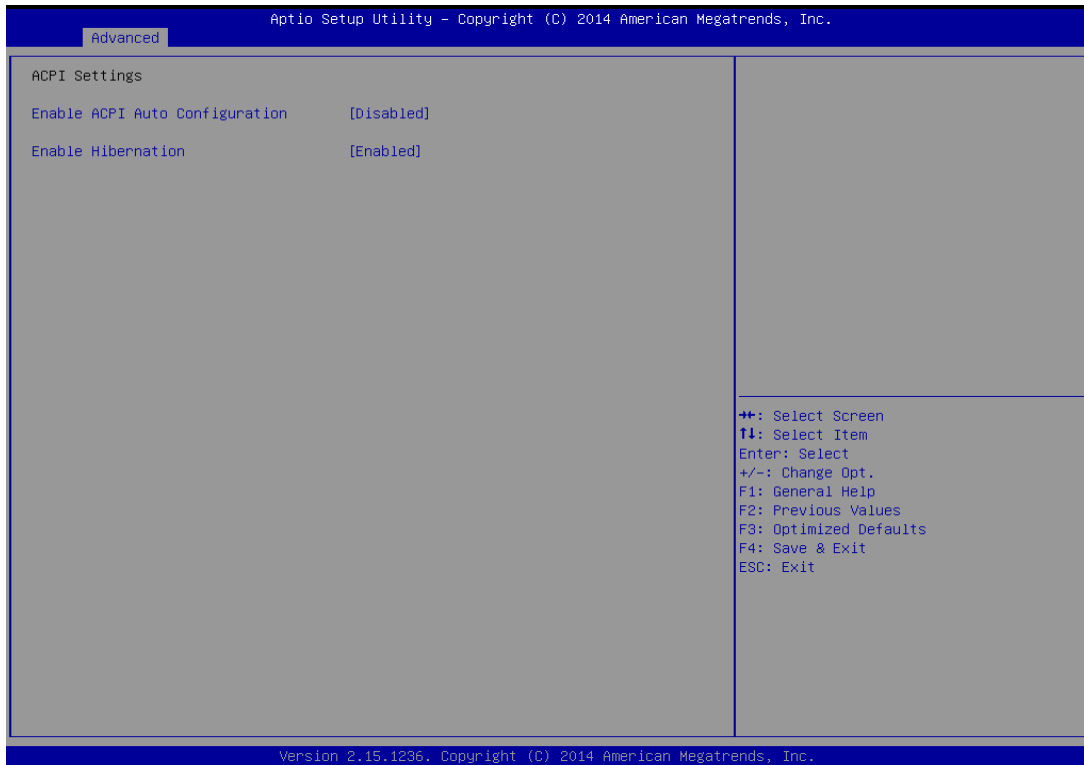 Aptio Setup Utility – Copyright (C) 2014 American Megatrends, Inc.
Advanced
ACPI Settings
Enable ACPI Auto Configuration [Disabled]
Enable Hibernation [Enabled]
→←: Select Screen
↑↓: Select Item
Enter: Select
+/-: Change Opt.
F1: General Help
F2: Previous Values
F3: Optimized Defaults
F4: Save & Exit
ESC: Exit
Version 2.15.1236. Copyright (C) 2014 American Megatrends, Inc.